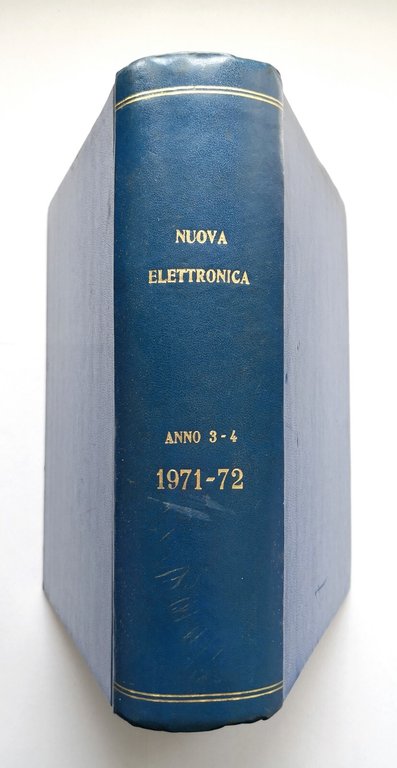 NUOVA
ELETTRONICA
ANNO 3-4
1971-72